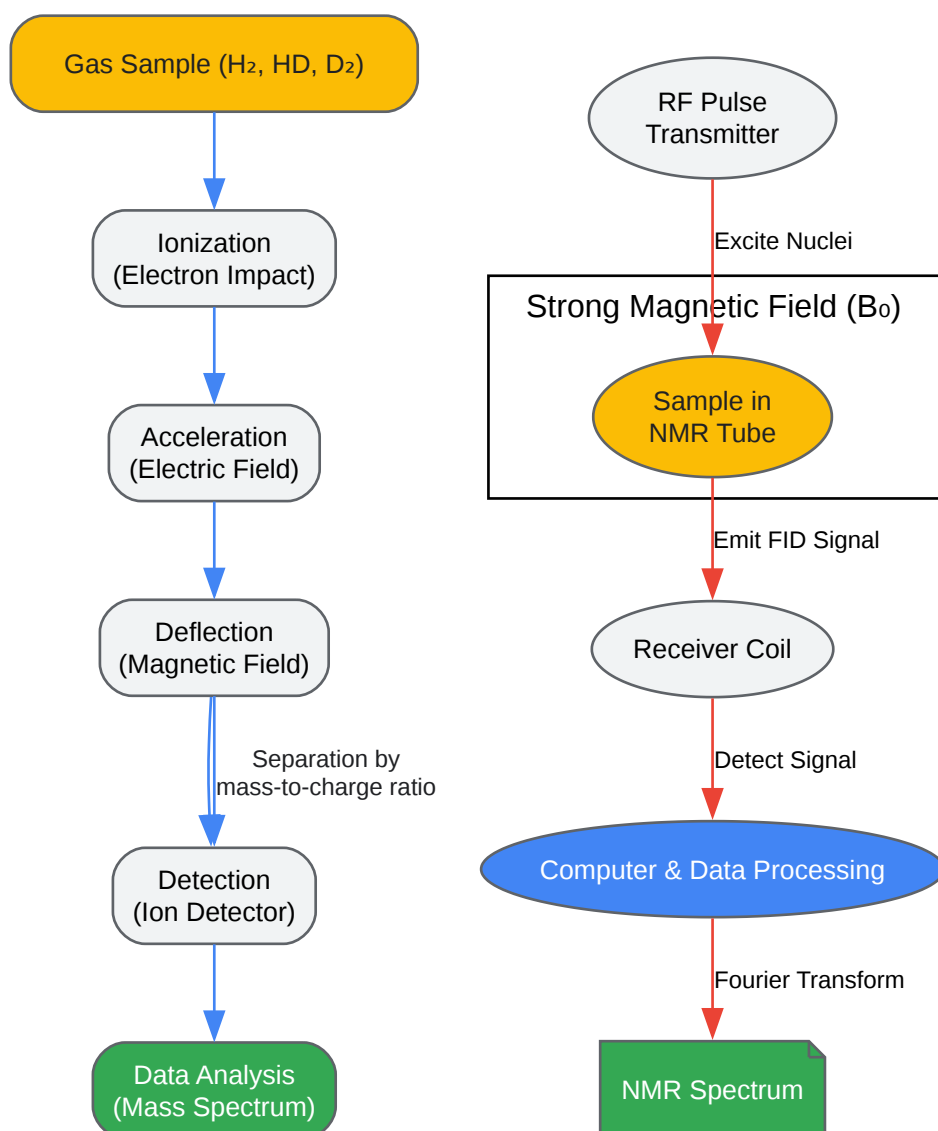 Gas Sample (H₂, HD, D₂)
Ionization
(Electron Impact)
Acceleration
(Electric Field)
Deflection
(Magnetic Field)
Separation by
mass-to-charge ratio
Detection
(Ion Detector)
Data Analysis
(Mass Spectrum)
RF Pulse
Transmitter
Excite Nuclei
Strong Magnetic Field (B₀)
Sample in
NMR Tube
Emit FID Signal
Receiver Coil
Detect Signal
Computer & Data Processing
Fourier Transform
NMR Spectrum